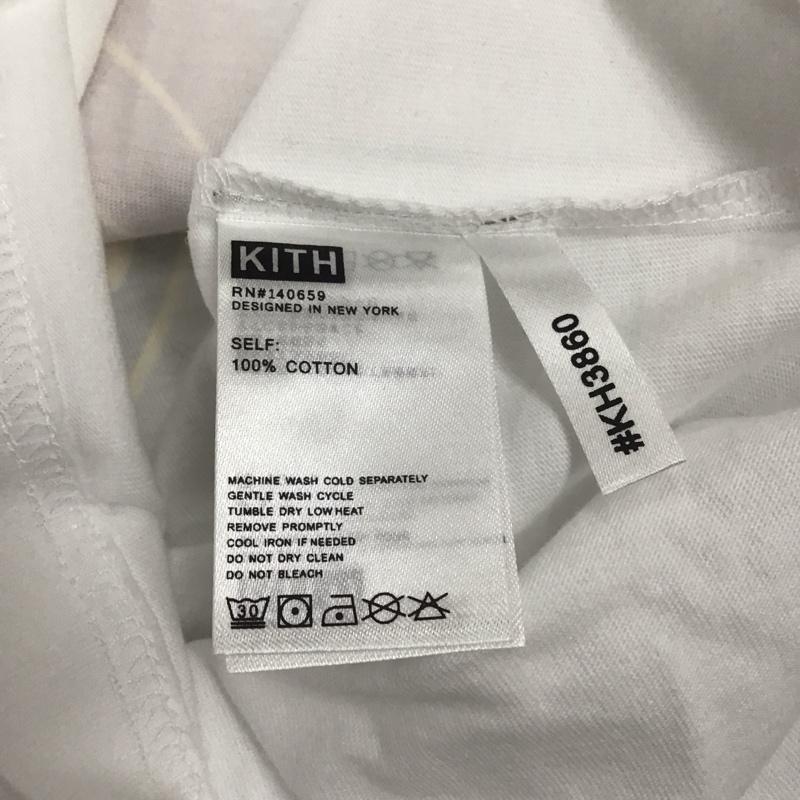 KITH
RN#140659
DESIGNED IN NEW YORK
SELF:
100% COTTON
MACHINE WASH COLD SEPARATELY
GENTLE WASH CYCLE
TUMBLE DRY LOW HEAT
REMOVE PROMPTLY
COOL IRON IF NEEDED
DO NOT DRY CLEAN
DO NOT BLEACH
30
#KH3860